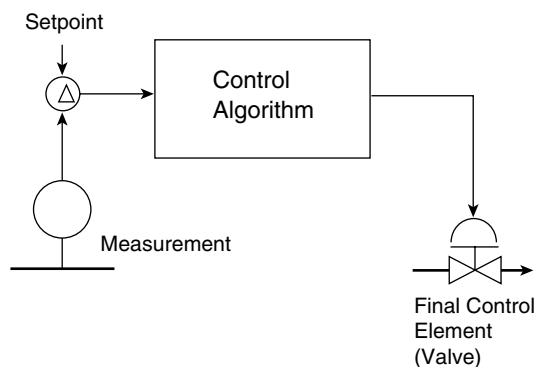 Setpoint
Δ
Control
Algorithm
Measurement
Final Control
Element
(Valve)